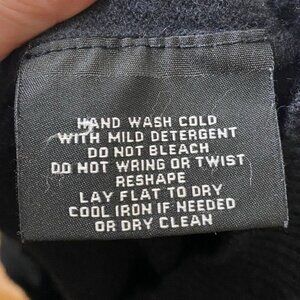 HAND WASH COLD
WITH MILD DETERGENT
DO NOT BLEACH
DO NOT WRING OR TWIST
RESHAPE
LAY FLAT TO DRY
COOL IRON IF NEEDED
OR DRY CLEAN